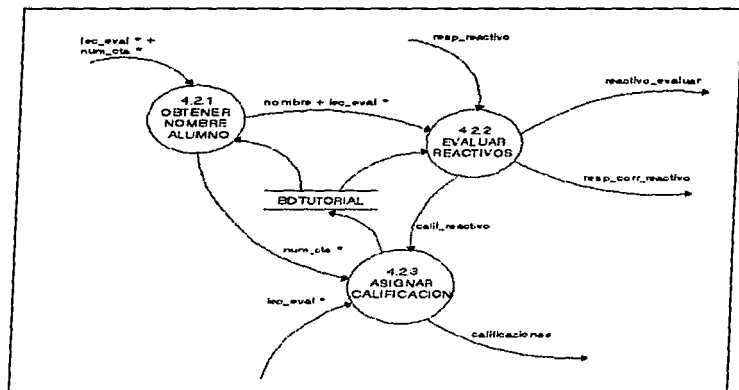 lec_eval * +
num_cta *
resp_reactivo
reactivo_evaluar
4.2.1
OBTENER
NOMBRE
ALUMNO
nombre + lec_eval *
4.2.2
EVALUAR
REACTIVOS
resp_corr_reactivo
BDTUTORIAL
calif_reactivo
num_cta *
4.2.3
ASIGNAR
CALIFICACION
lec_eval *
calificaciones